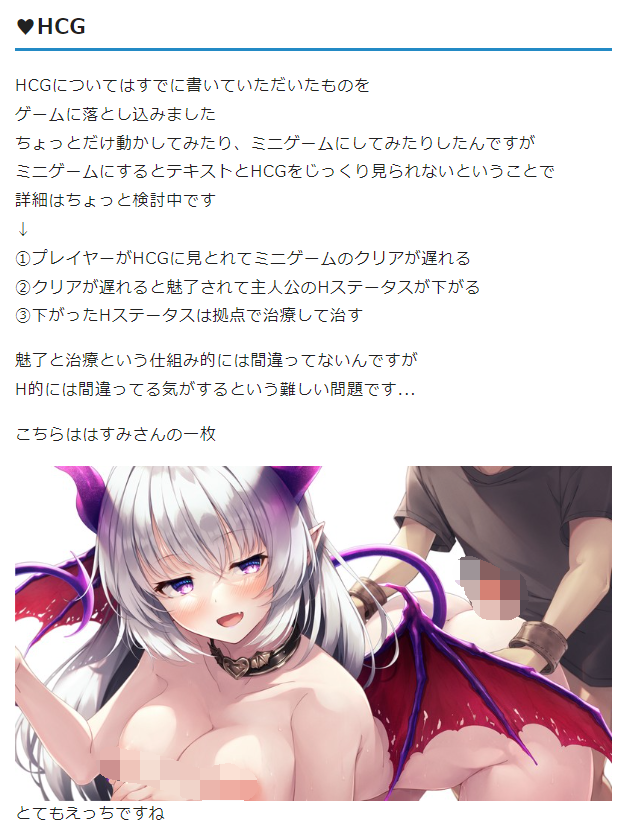 ♥HCG
HCGについてはすでに書いていただいたものを
ゲームに落とし込みました
ちょっとだけ動かしてみたり、ミニゲームにしてみたりしたんですが
ミニゲームにするとテキストとHCGをじっくり見られないということで
詳細はちょっと検討中です
↓
①プレイヤーがHCGに見とれてミニゲームのクリアが遅れる
②クリアが遅れると魅了されて主人公のHステータスが下がる
③下がったHステータスは拠点で治療して治す
魅了と治療という仕組み的には間違ってないんですが
H的には間違ってる気がするという難しい問題です...
こちらははすみさんの一枚
とてもえっちですね